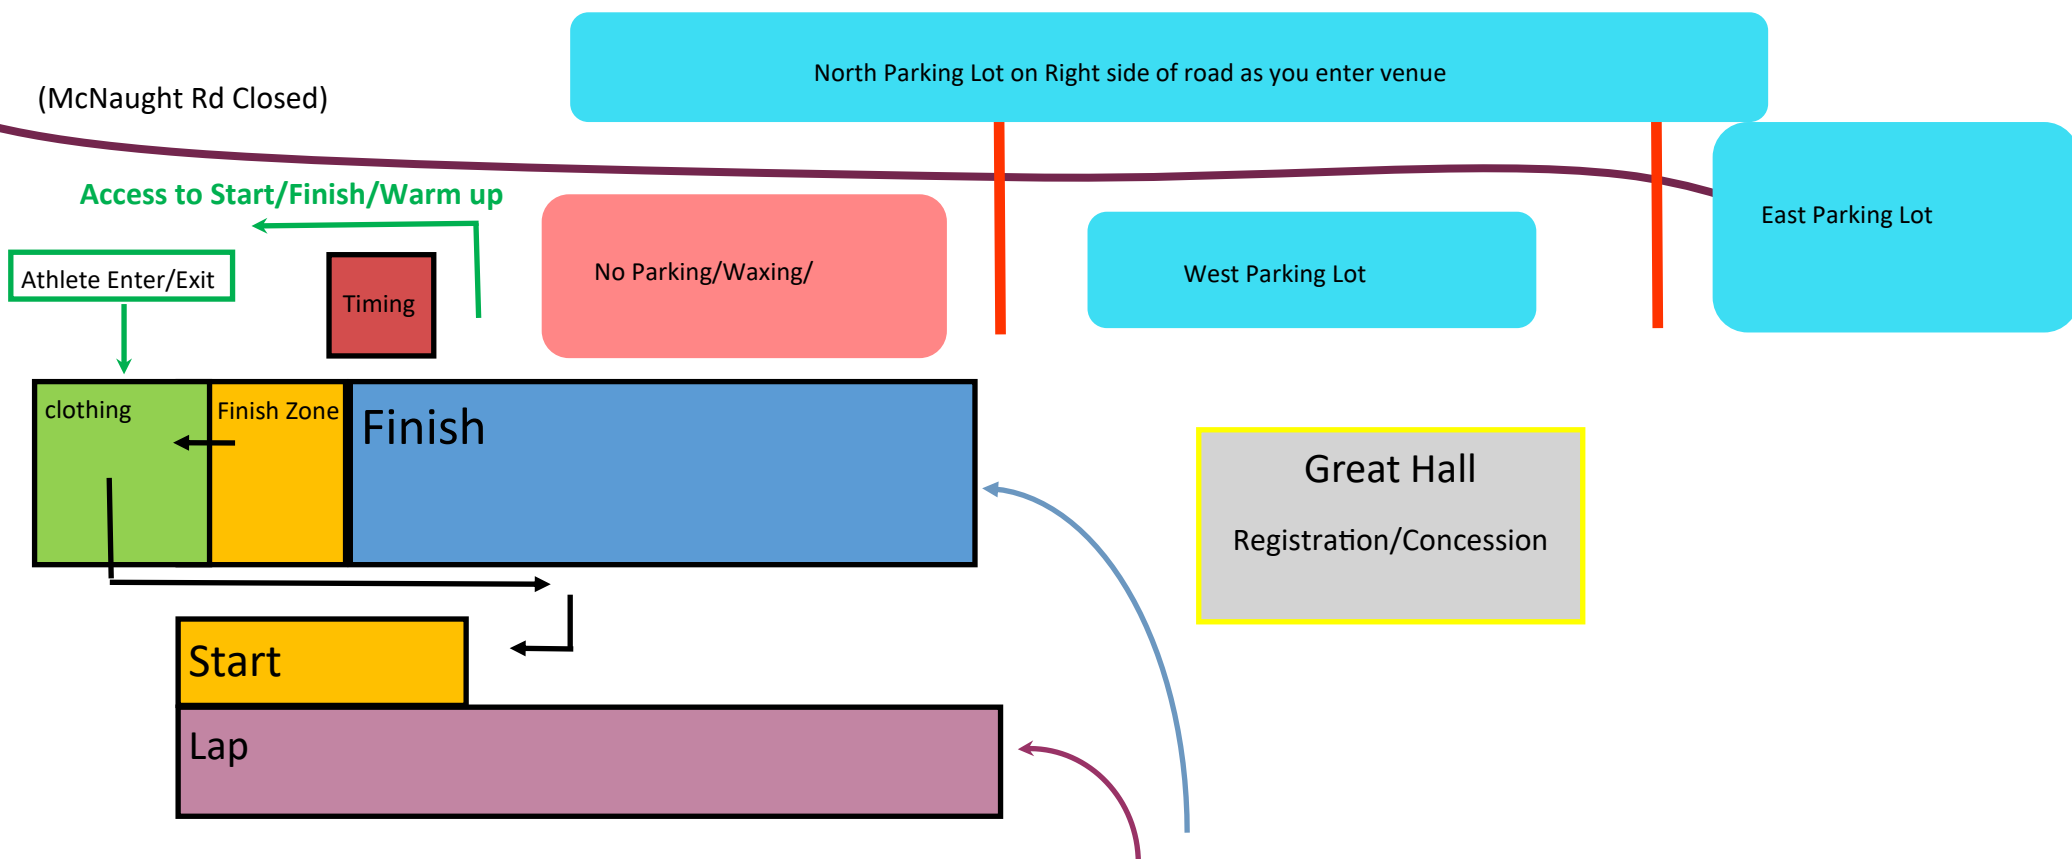 North Parking Lot on Right side of road as you enter venue
(McNaught Rd Closed)
Access to Start/Finish/Warm up
East Parking Lot
No Parking/Waxing/
West Parking Lot
Athlete Enter/Exit
Timing
clothing
Finish Zone
Finish
Great Hall
Registration/Concession
Start
Lap